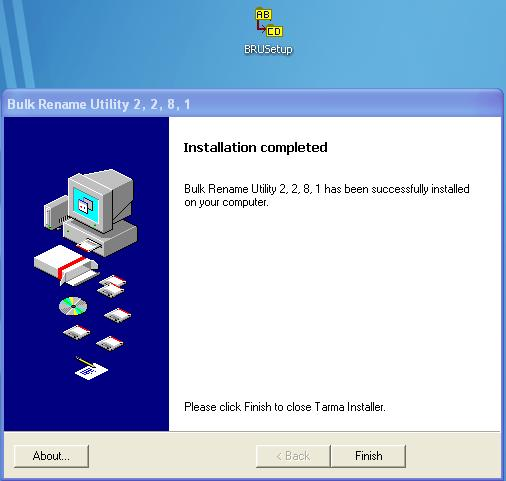 AB
CD
BRUSetup
Bulk Rename Utility 2, 2, 8, 1
Installation completed
Bulk Rename Utility 2, 2, 8, 1 has been successfully installed
on your computer.
Please click Finish to close Tarma Installer.
About...
< Back
Finish